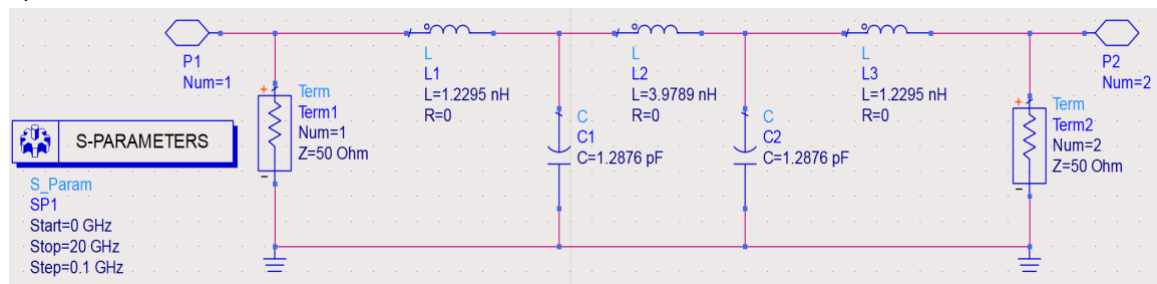 P1
Num=1
S-PARAMETERS
S_Param
SP1
Start=0 GHz
Stop=20 GHz
Step=0.1 GHz
+
Term
Term1
Num=1
Z=50 Ohm
-
L
L1
L=1.2295 nH
R=0
C
C1
C=1.2876 pF
L
L2
L=3.9789 nH
R=0
C
C2
C=1.2876 pF
L
L3
L=1.2295 nH
R=0
+
Term
Term2
Num=2
Z=50 Ohm
-
P2
Num=2